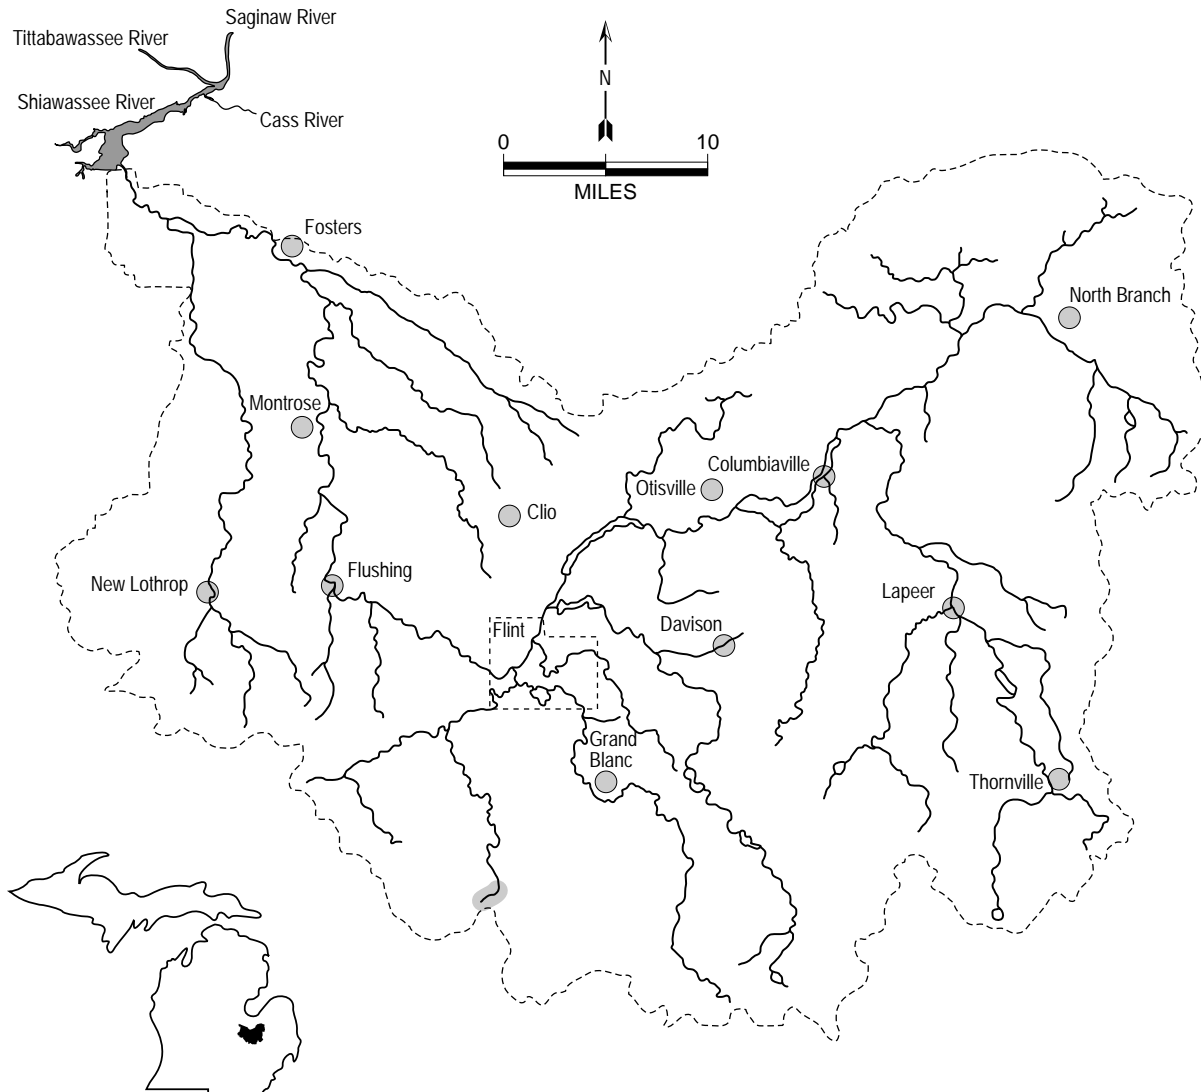 Saginaw River
Tittabawassee River
Shiawassee River
Cass River
N
0 10
MILES
Fosters
North Branch
Montrose
Columbiaville
Otisville
Clio
New Lothrop
Flushing
Lapeer
Flint
Davison
Grand
Blanc
Thornville